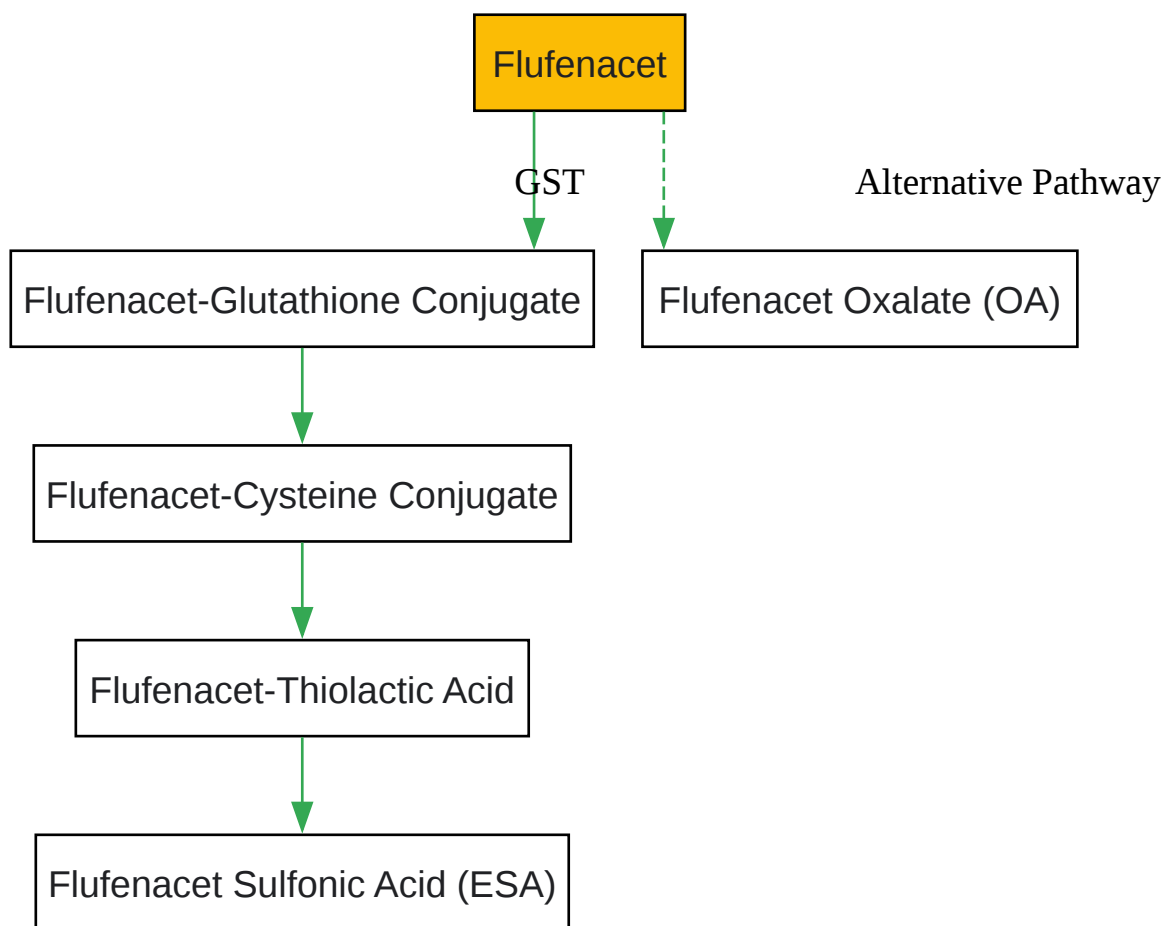 Flufenacet
GST
Alternative Pathway
Flufenacet-Glutathione Conjugate
Flufenacet Oxalate (OA)
Flufenacet-Cysteine Conjugate
Flufenacet-Thiolactic Acid
Flufenacet Sulfonic Acid (ESA)